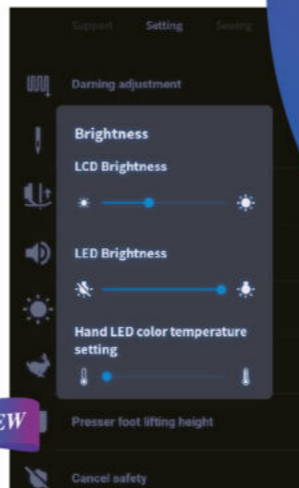 Support Setting Sewing
Darning adjustment
Brightness
LCD Brightness
LED Brightness
Hand LED color temperature
setting
EW
Presser foot lifting height
Cancel safety